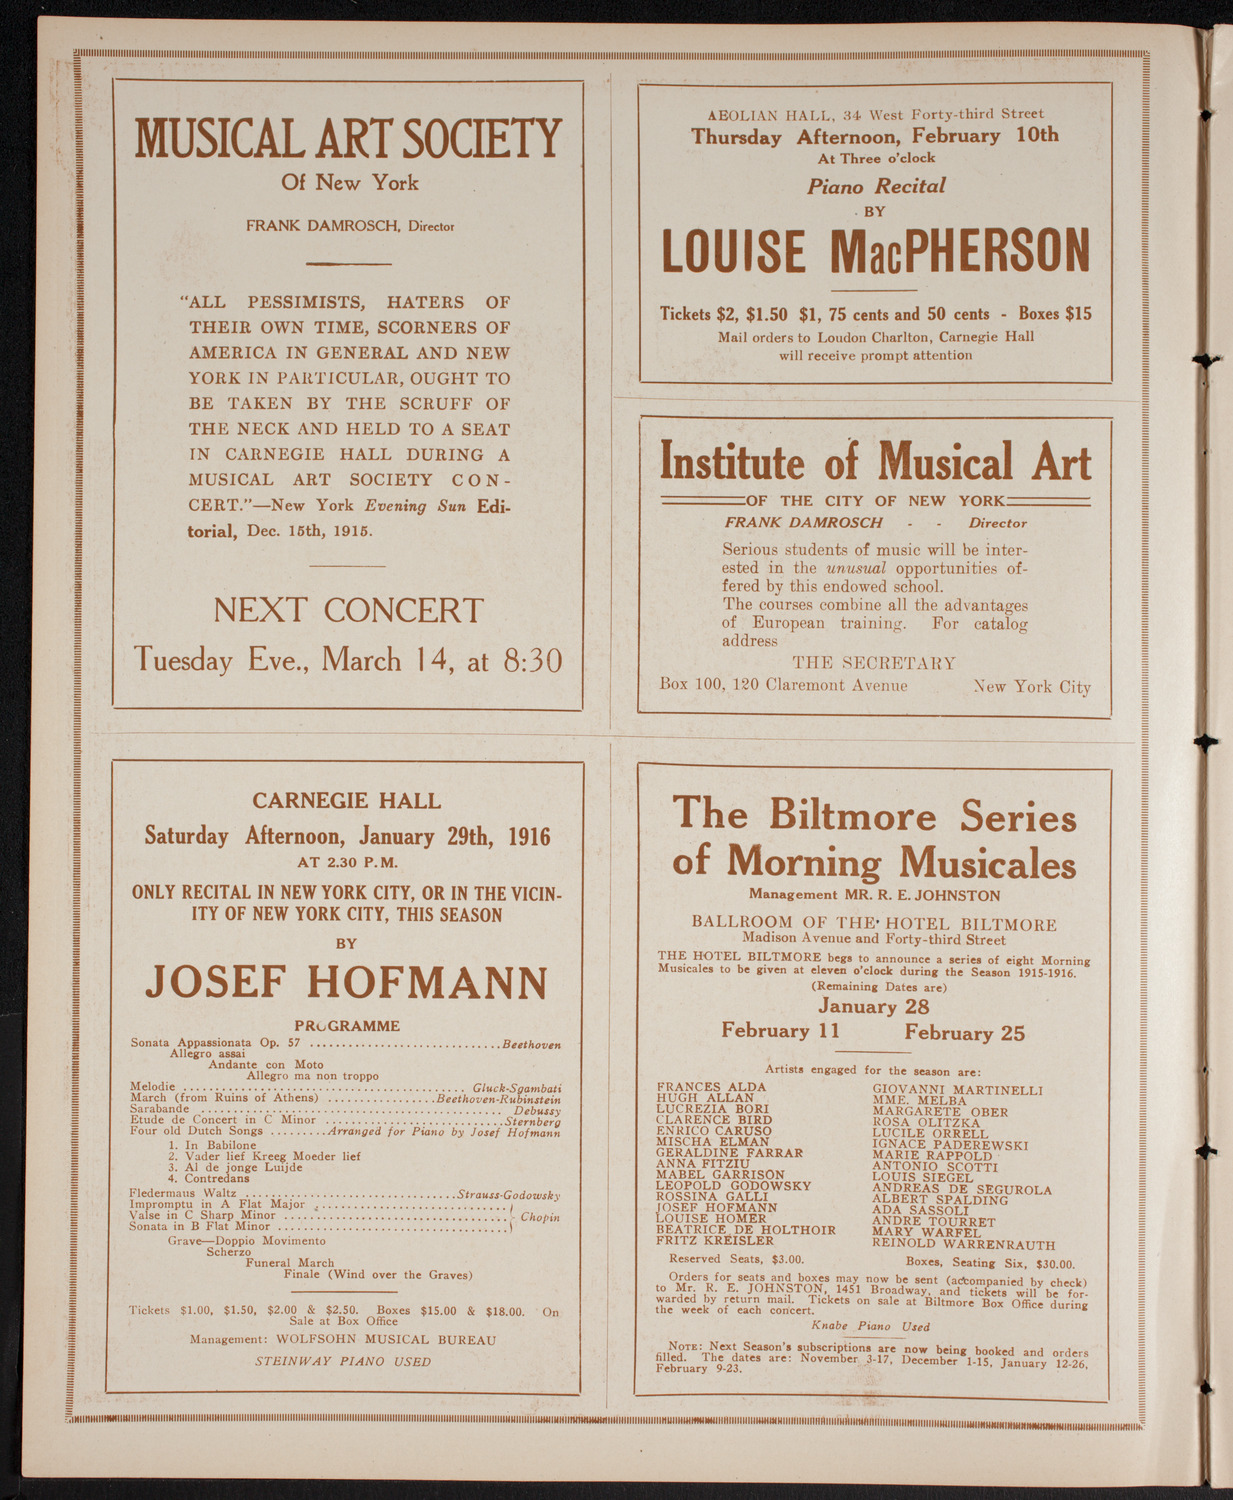 MUSICAL ART SOCIETY
Of New York
FRANK DAMROSCH, Director
"ALL PESSIMISTS, HATERS OF
THEIR OWN TIME, SCORNERS OF
AMERICA IN GENERAL AND NEW
YORK IN PARTICULAR, OUGHT TO
BE TAKEN BY THE SCRUFF OF
THE NECK AND HELD TO A SEAT
IN CARNEGIE HALL DURING A
MUSICAL ART SOCIETY CON-
CERT."—New York Evening Sun Edi-
torial, Dec. 15th, 1915.
NEXT CONCERT
Tuesday Eve., March 14, at 8:30
AEOLIAN HALL, 34 West Forty-third Street
Thursday Afternoon, February 10th
At Three o'clock
Piano Recital
BY
LOUISE MacPHERSON
Tickets $2, $1.50 $1, 75 cents and 50 cents - Boxes $15
Mail orders to Loudon Charlton, Carnegie Hall
will receive prompt attention
Institute of Musical Art
OF THE CITY OF NEW YORK
FRANK DAMROSCH - - Director
Serious students of music will be inter-
ested in the unusual opportunities of-
fered by this endowed school.
The courses combine all the advantages
of European training. For catalog
address
THE SECRETARY
Box 100, 120 Claremont Avenue New York City
CARNEGIE HALL
Saturday Afternoon, January 29th, 1916
AT 2.30 P.M.
ONLY RECITAL IN NEW YORK CITY, OR IN THE VICIN-
ITY OF NEW YORK CITY, THIS SEASON
BY
JOSEF HOFMANN
PROGRAMME
Sonata Appassionata Op. 57 ..............................Beethoven
Allegro assai
Andante con Moto
Allegro ma non troppo
Melodie ............................................ Gluck-Sgambati
March (from Ruins of Athens) .................Beethoven-Rubinstein
Sarabande ................................................ Debussy
Etude de Concert in C Minor ............................Sternberg
Four old Dutch Songs .........Arranged for Piano by Josef Hofmann
1. In Babilone
2. Vader lief Kreeg Moeder lief
3. Al de jonge Luijde
4. Contredans
Fledermaus Waltz .................................Strauss-Godowsky
Impromptu in A Flat Major ..............................)
Valse in C Sharp Minor ...................................} Chopin
Sonata in B Flat Minor ....................................)
Grave—Doppio Movimento
Scherzo
Funeral March
Finale (Wind over the Graves)
Tickets $1.00, $1.50, $2.00 & $2.50. Boxes $15.00 & $18.00. On
Sale at Box Office
Management: WOLFSOHN MUSICAL BUREAU
STEINWAY PIANO USED
The Biltmore Series
of Morning Musicales
Management MR. R. E. JOHNSTON
BALLROOM OF THE HOTEL BILTMORE
Madison Avenue and Forty-third Street
THE HOTEL BILTMORE begs to announce a series of eight Morning
Musicales to be given at eleven o'clock during the Season 1915-1916.
(Remaining Dates are)
January 28
February 11 February 25
Artists engaged for the season are:
FRANCES ALDA
HUGH ALLAN
LUCREZIA BORI
CLARENCE BIRD
ENRICO CARUSO
MISCHA ELMAN
GERALDINE FARRAR
ANNA FITZIU
MABEL GARRISON
LEOPOLD GODOWSKY
ROSSINA GALLI
JOSEF HOFMANN
LOUISE HOMER
BEATRICE DE HOLTHOIR
FRITZ KREISLER
GIOVANNI MARTINELLI
MME. MELBA
MARGARETE OBER
ROSA OLITZKA
LUCILE ORRELL
IGNACE PADEREWSKI
MARIE RAPPOLD
ANTONIO SCOTTI
LOUIS SIEGEL
ANDREAS DE SEGUROLA
ALBERT SPALDING
ADA SASSOLI
ANDRE TOURRET
MARY WARFEL
REINOLD WARRENRAUTH
Reserved Seats, $3.00. Boxes, Seating Six, $30.00.
Orders for seats and boxes may now be sent (accompanied by check)
to Mr. R. E. JOHNSTON, 1451 Broadway, and tickets will be for-
warded by return mail. Tickets on sale at Biltmore Box Office during
the week of each concert.
Knabe Piano Used
NOTE: Next Season's subscriptions are now being booked and orders
filled. The dates are: November 3-17, December 1-15, January 12-26,
February 9-23.